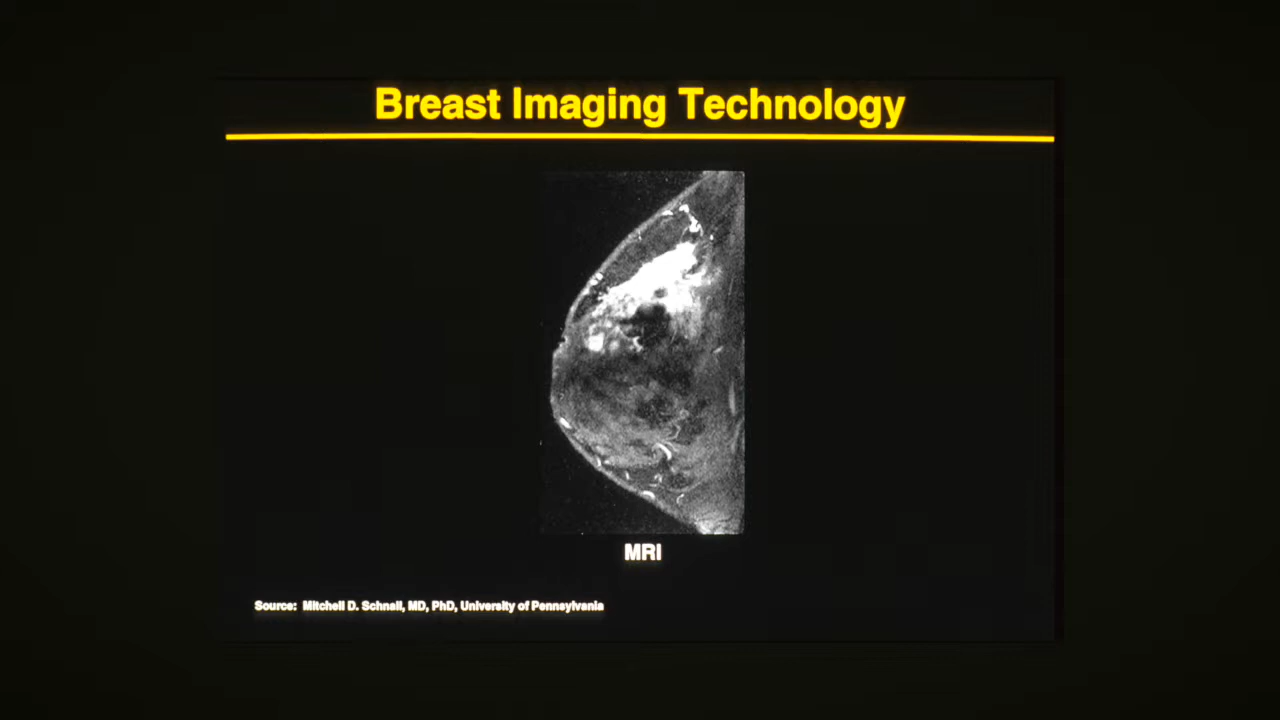 Breast Imaging Technology
MRI
Source: Mitchell D. Schnall, MD, PhD, University of Pennsylvania